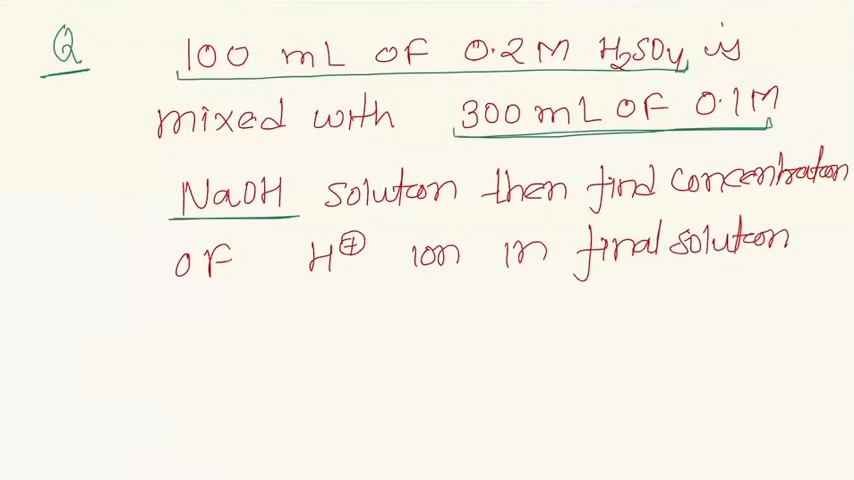 Q 100 mL OF 0.2M H₂SO₄ is
mixed with 300 mL OF 0.1M
NaOH solution then find concentration
OF H⊕ ion in final solution